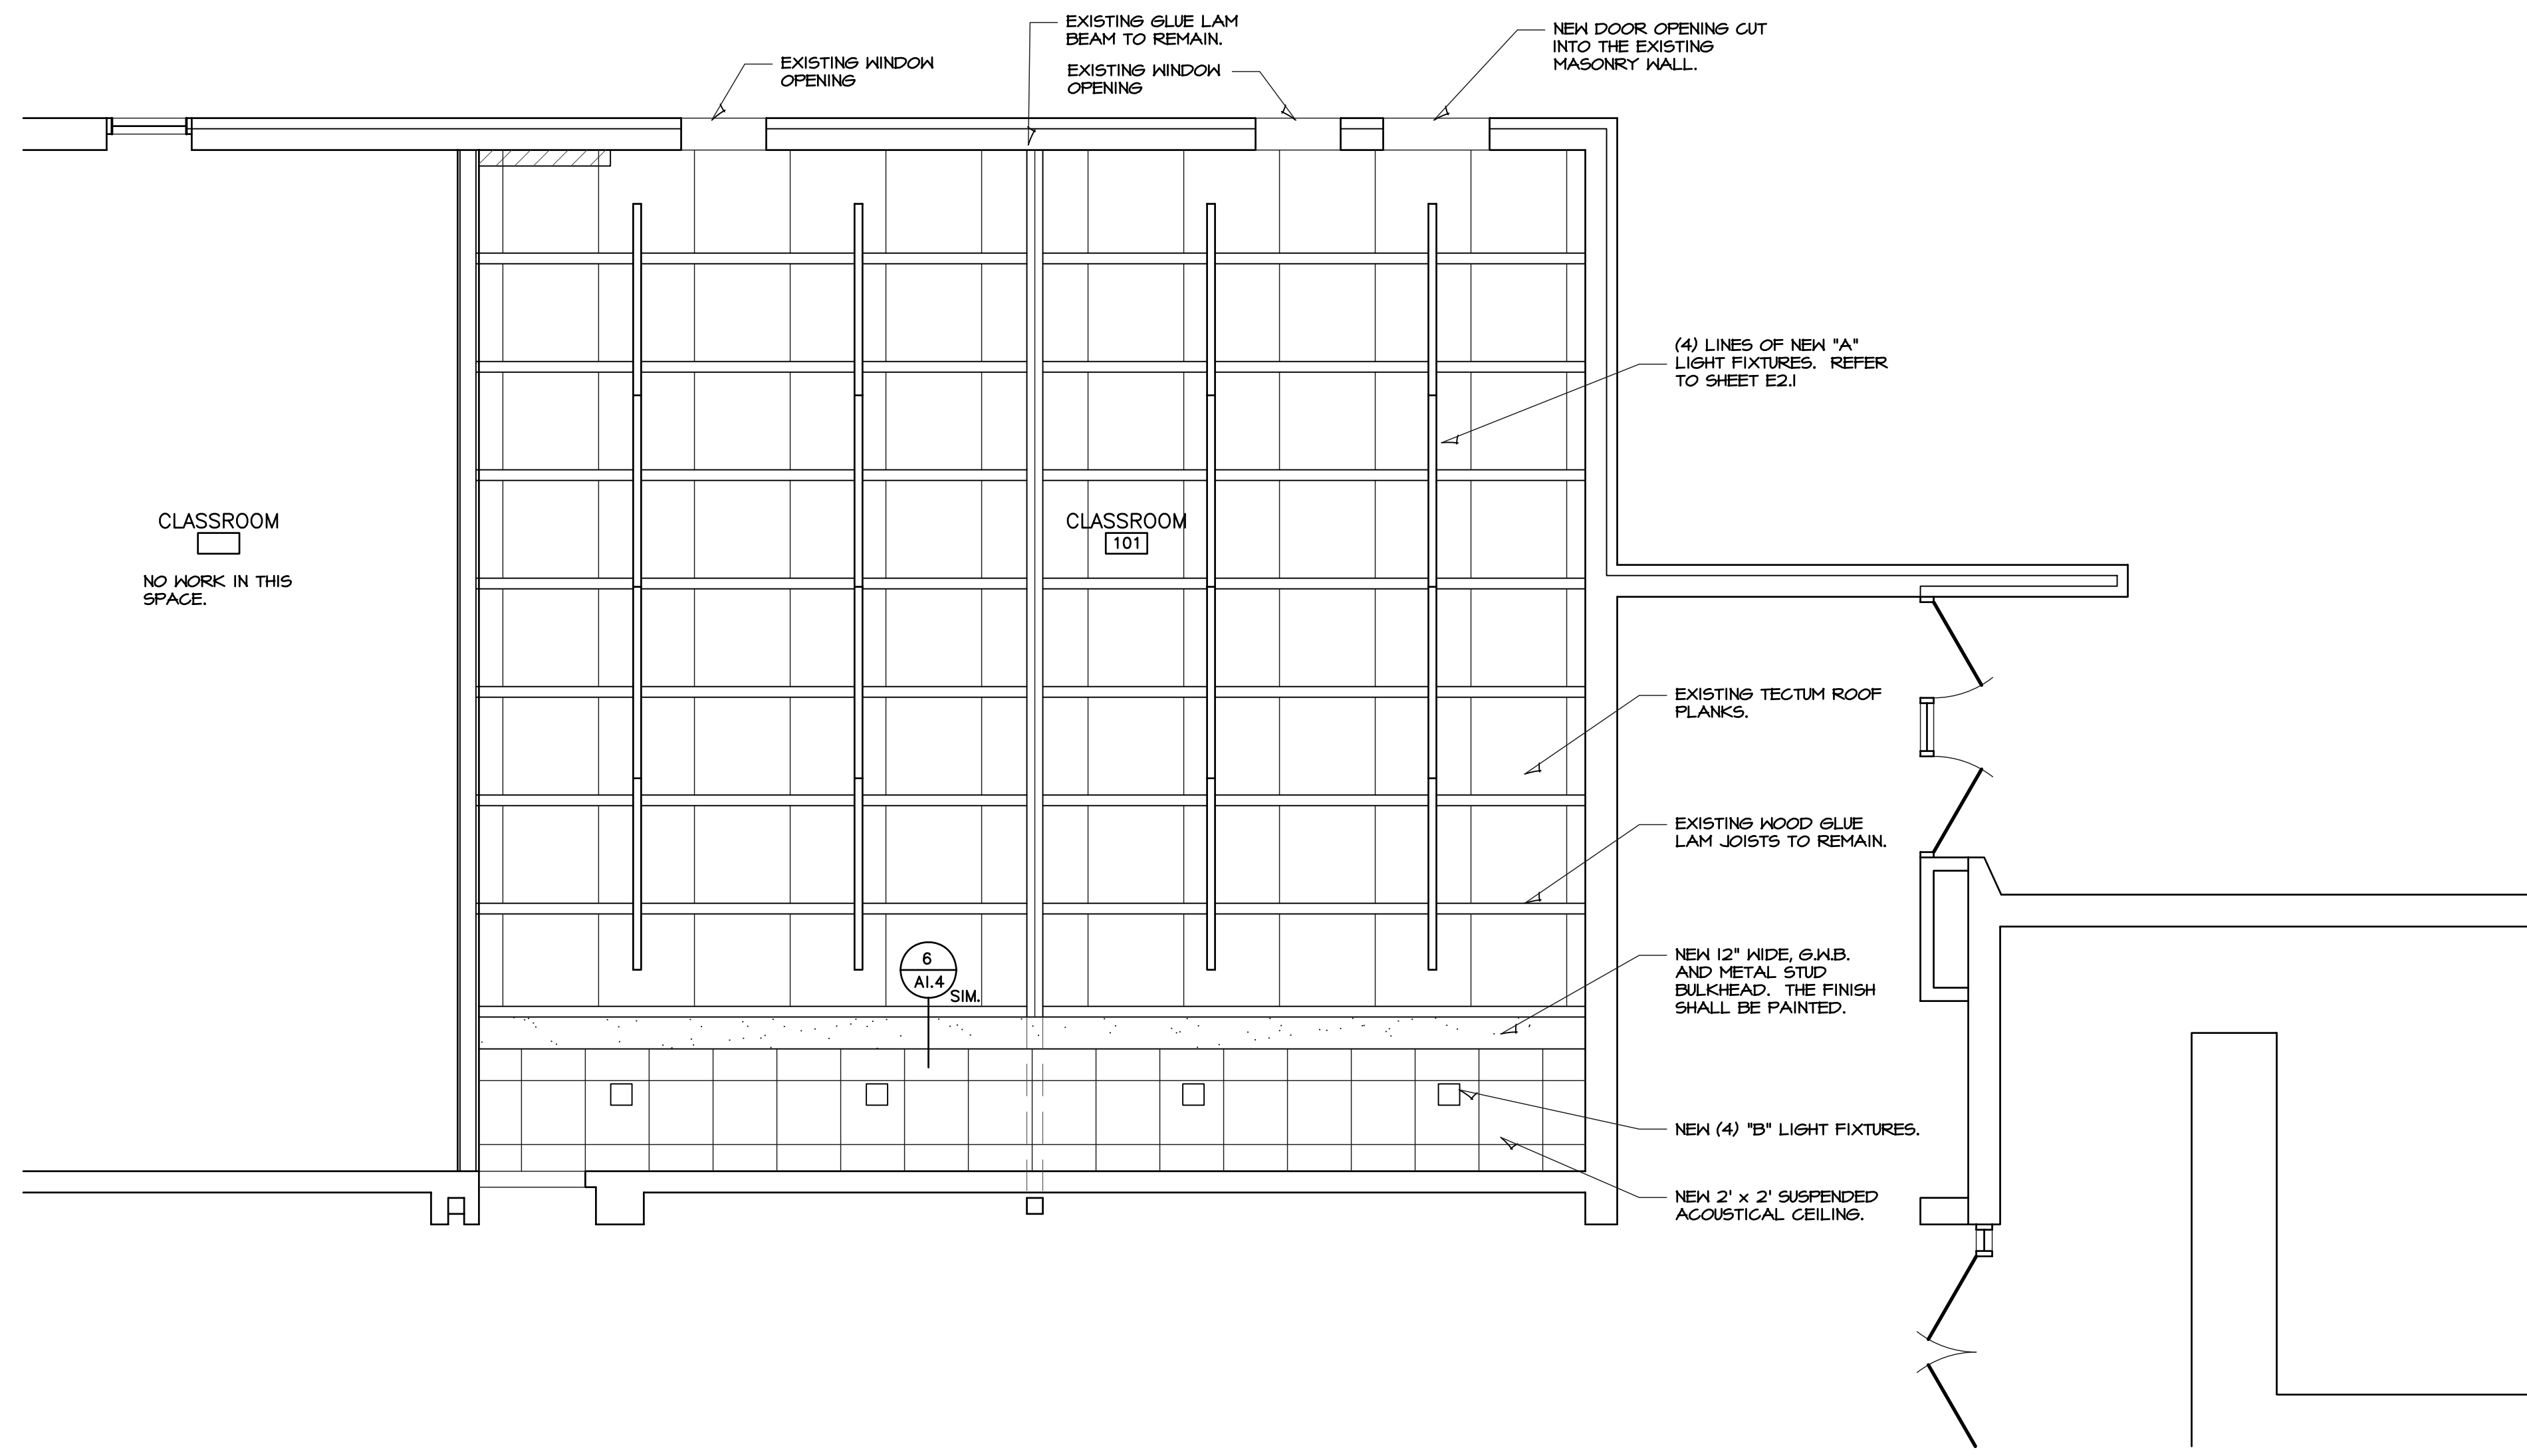 EXISTING GLUE LAM
BEAM TO REMAIN.
NEW DOOR OPENING CUT
INTO THE EXISTING
MASONRY WALL.
EXISTING WINDOW
OPENING
EXISTING WINDOW
OPENING
(4) LINES OF NEW "A"
LIGHT FIXTURES. REFER
TO SHEET E2.1
CLASSROOM
NO WORK IN THIS
SPACE.
CLASSROOM
101
EXISTING TECTUM ROOF
PLANKS.
EXISTING WOOD GLUE
LAM JOISTS TO REMAIN.
6
A1.4
SIM.
NEW 12" WIDE, G.W.B.
AND METAL STUD
BULKHEAD. THE FINISH
SHALL BE PAINTED.
NEW (4) "B" LIGHT FIXTURES.
NEW 2' x 2' SUSPENDED
ACOUSTICAL CEILING.